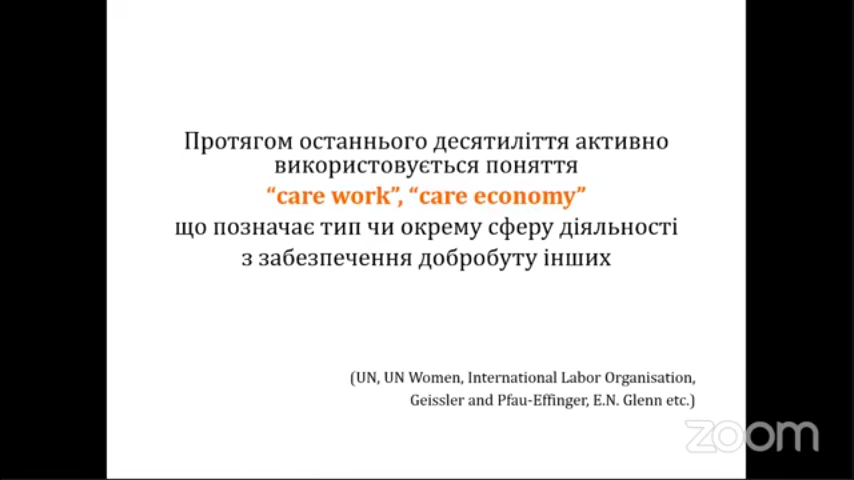 Протягом останнього десятиліття активно
використовується поняття
“care work”, “care economy”
що позначає тип чи окрему сферу діяльності
з забезпечення добробуту інших
(UN, UN Women, International Labor Organisation,
Geissler and Pfau-Effinger, E.N. Glenn etc.)
zoom